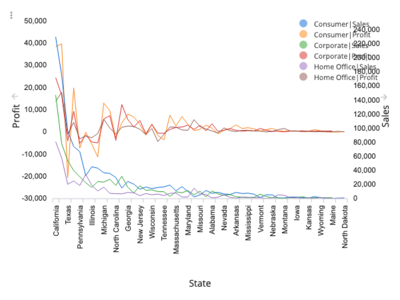 50,000
40,000
30,000
20,000
10,000
0
-10,000
-20,000
-30,000
Profit
Consumer|Sales
Consumer|Profit
Corporate|Sales
Corporate|Profit
Home Office|Sales
Home Office|Profit
240,000
220,000
200,000
180,000
160,000
140,000
120,000
100,000
80,000
60,000
40,000
20,000
0
Sales
California
Texas
Pennsylvania
Illinois
Michigan
North Carolina
Georgia
New Jersey
Wisconsin
Tennessee
Massachusetts
Maryland
Missouri
Alabama
Nevada
Arkansas
Mississippi
Vermont
Nebraska
Montana
Iowa
Kansas
Wyoming
Maine
North Dakota
State